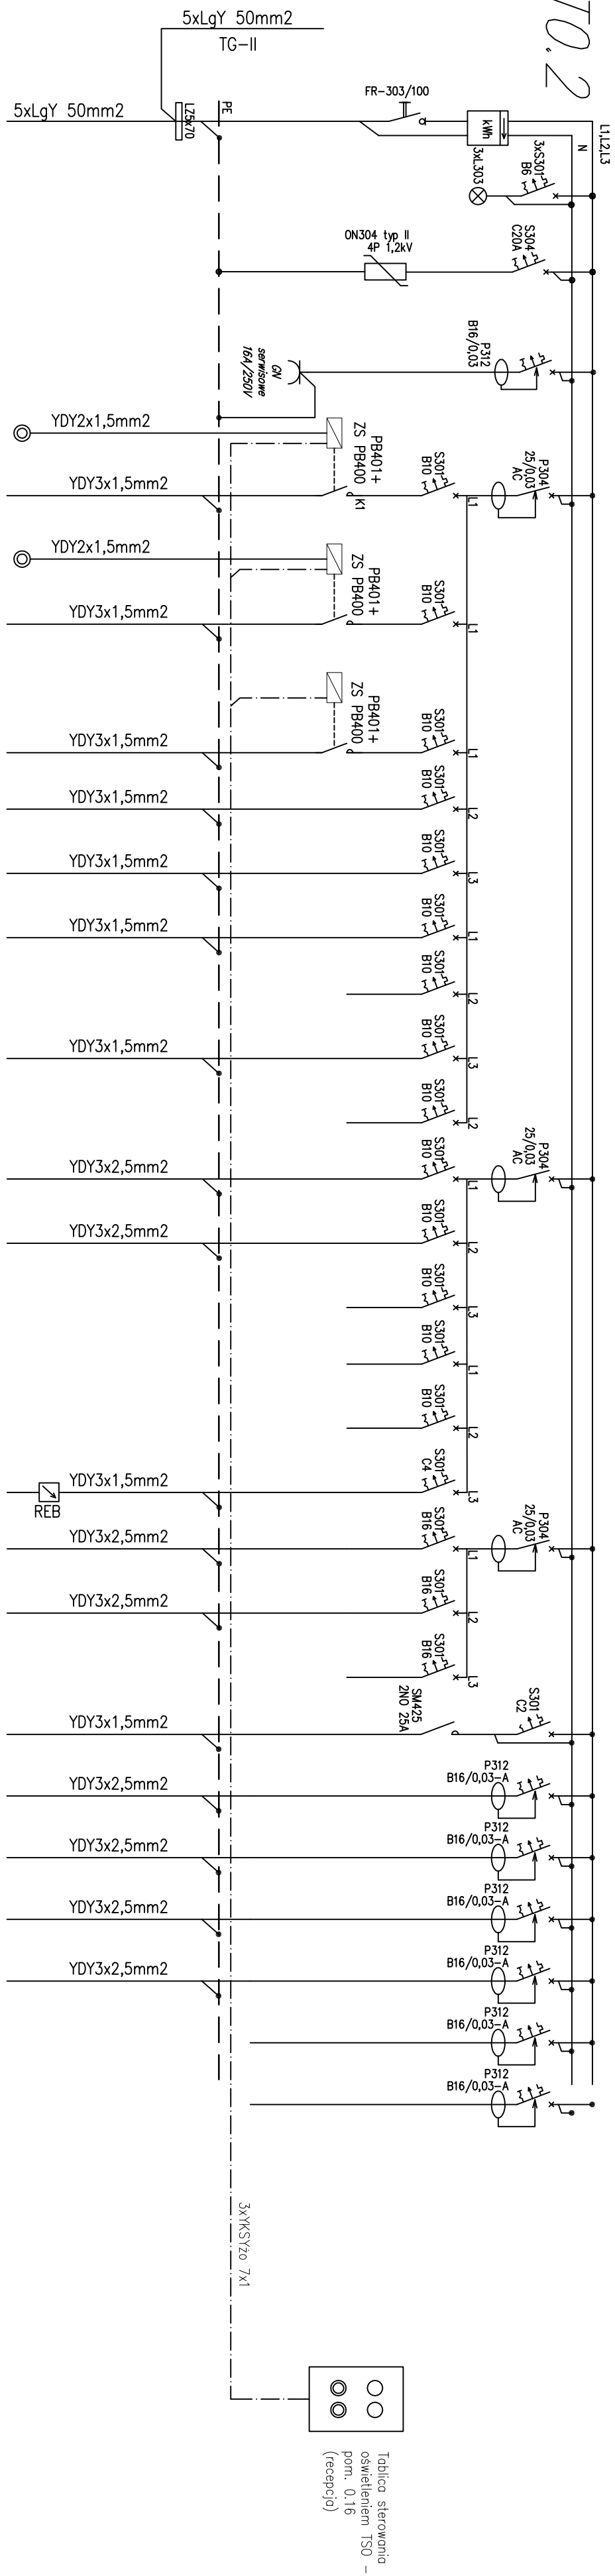 T0.2
5xLgY 50mm2
TG-II
5xLgY 50mm2
LZ5x70
PE
FR-303/100
kWh
L1,L2,L3
N
3xS301
B6
3xL303
S304
C20A
ON304 typ II
4P 1,2kV
P312
B16/0,03
GN
serwisowe
16A/250V
YDY2x1,5mm2
PB401+
ZS PB400
K1
YDY3x1,5mm2
S301
B10
L1
P304
25/0,03
AC
YDY2x1,5mm2
PB401+
ZS PB400
YDY3x1,5mm2
S301
B10
L1
PB401+
ZS PB400
YDY3x1,5mm2
S301
B10
L1
YDY3x1,5mm2
S301
B10
L2
YDY3x1,5mm2
S301
B10
L3
YDY3x1,5mm2
S301
B10
L1
S301
B10
L2
YDY3x1,5mm2
S301
B10
L3
S301
B10
L2
YDY3x2,5mm2
S301
B10
L1
P304
25/0,03
AC
YDY3x2,5mm2
S301
B10
L2
S301
B10
L3
S301
B10
L1
S301
B10
L2
YDY3x1,5mm2
REB
S301
C4
L3
YDY3x2,5mm2
S301
B16
L1
P304
25/0,03
AC
YDY3x2,5mm2
S301
B16
L2
S301
B16
L3
YDY3x1,5mm2
SM425
2NO 25A
S301
C2
YDY3x2,5mm2
P312
B16/0,03-A
YDY3x2,5mm2
P312
B16/0,03-A
YDY3x2,5mm2
P312
B16/0,03-A
YDY3x2,5mm2
P312
B16/0,03-A
P312
B16/0,03-A
P312
B16/0,03-A
3xYKSYżo 7x1
Tablica sterowania
oświetleniem TSO -
pom. 0.16
(recepcja)